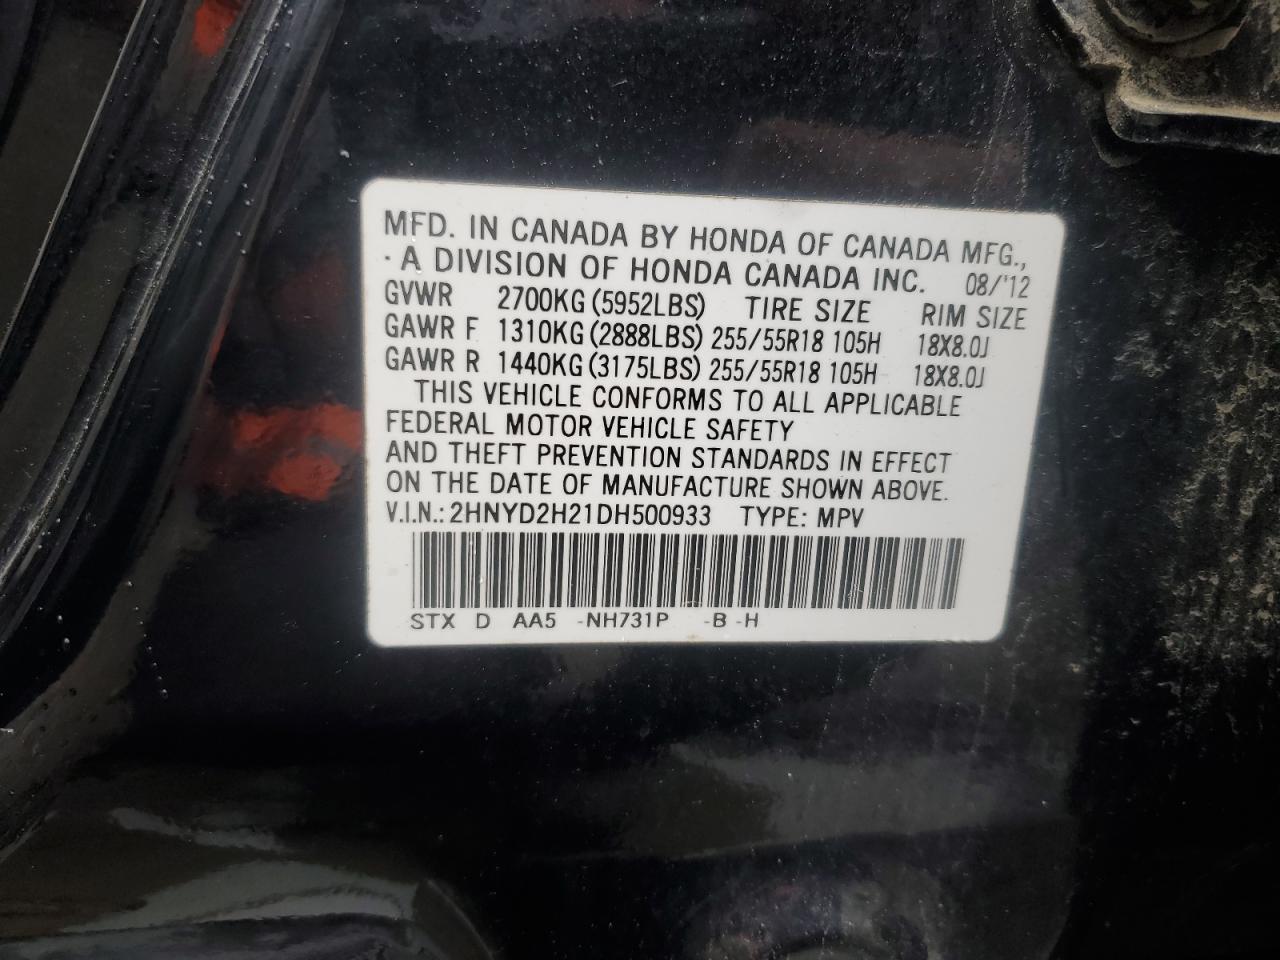 MFD. IN CANADA BY HONDA OF CANADA MFG.,
· A DIVISION OF HONDA CANADA INC. 08/'12
GVWR 2700KG (5952LBS) TIRE SIZE RIM SIZE
GAWR F 1310KG (2888LBS) 255/55R18 105H 18X8.0J
GAWR R 1440KG (3175LBS) 255/55R18 105H 18X8.0J
THIS VEHICLE CONFORMS TO ALL APPLICABLE
FEDERAL MOTOR VEHICLE SAFETY
AND THEFT PREVENTION STANDARDS IN EFFECT
ON THE DATE OF MANUFACTURE SHOWN ABOVE.
V.I.N.: 2HNYD2H21DH500933 TYPE: MPV
STX D AA5 -NH731P -B -H